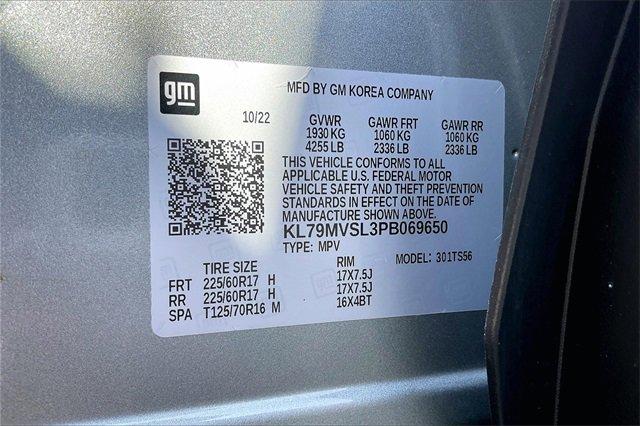 gm
MFD BY GM KOREA COMPANY
10/22
GVWR GAWR FRT GAWR RR
1930 KG 1060 KG 1060 KG
4255 LB 2336 LB 2336 LB
THIS VEHICLE CONFORMS TO ALL
APPLICABLE U.S. FEDERAL MOTOR
VEHICLE SAFETY AND THEFT PREVENTION
STANDARDS IN EFFECT ON THE DATE OF
MANUFACTURE SHOWN ABOVE.
KL79MVSL3PB069650
TYPE: MPV
MODEL: 301TS56
TIRE SIZE RIM
FRT 225/60R17 H 17X7.5J
RR 225/60R17 H 17X7.5J
SPA T125/70R16 M 16X4BT